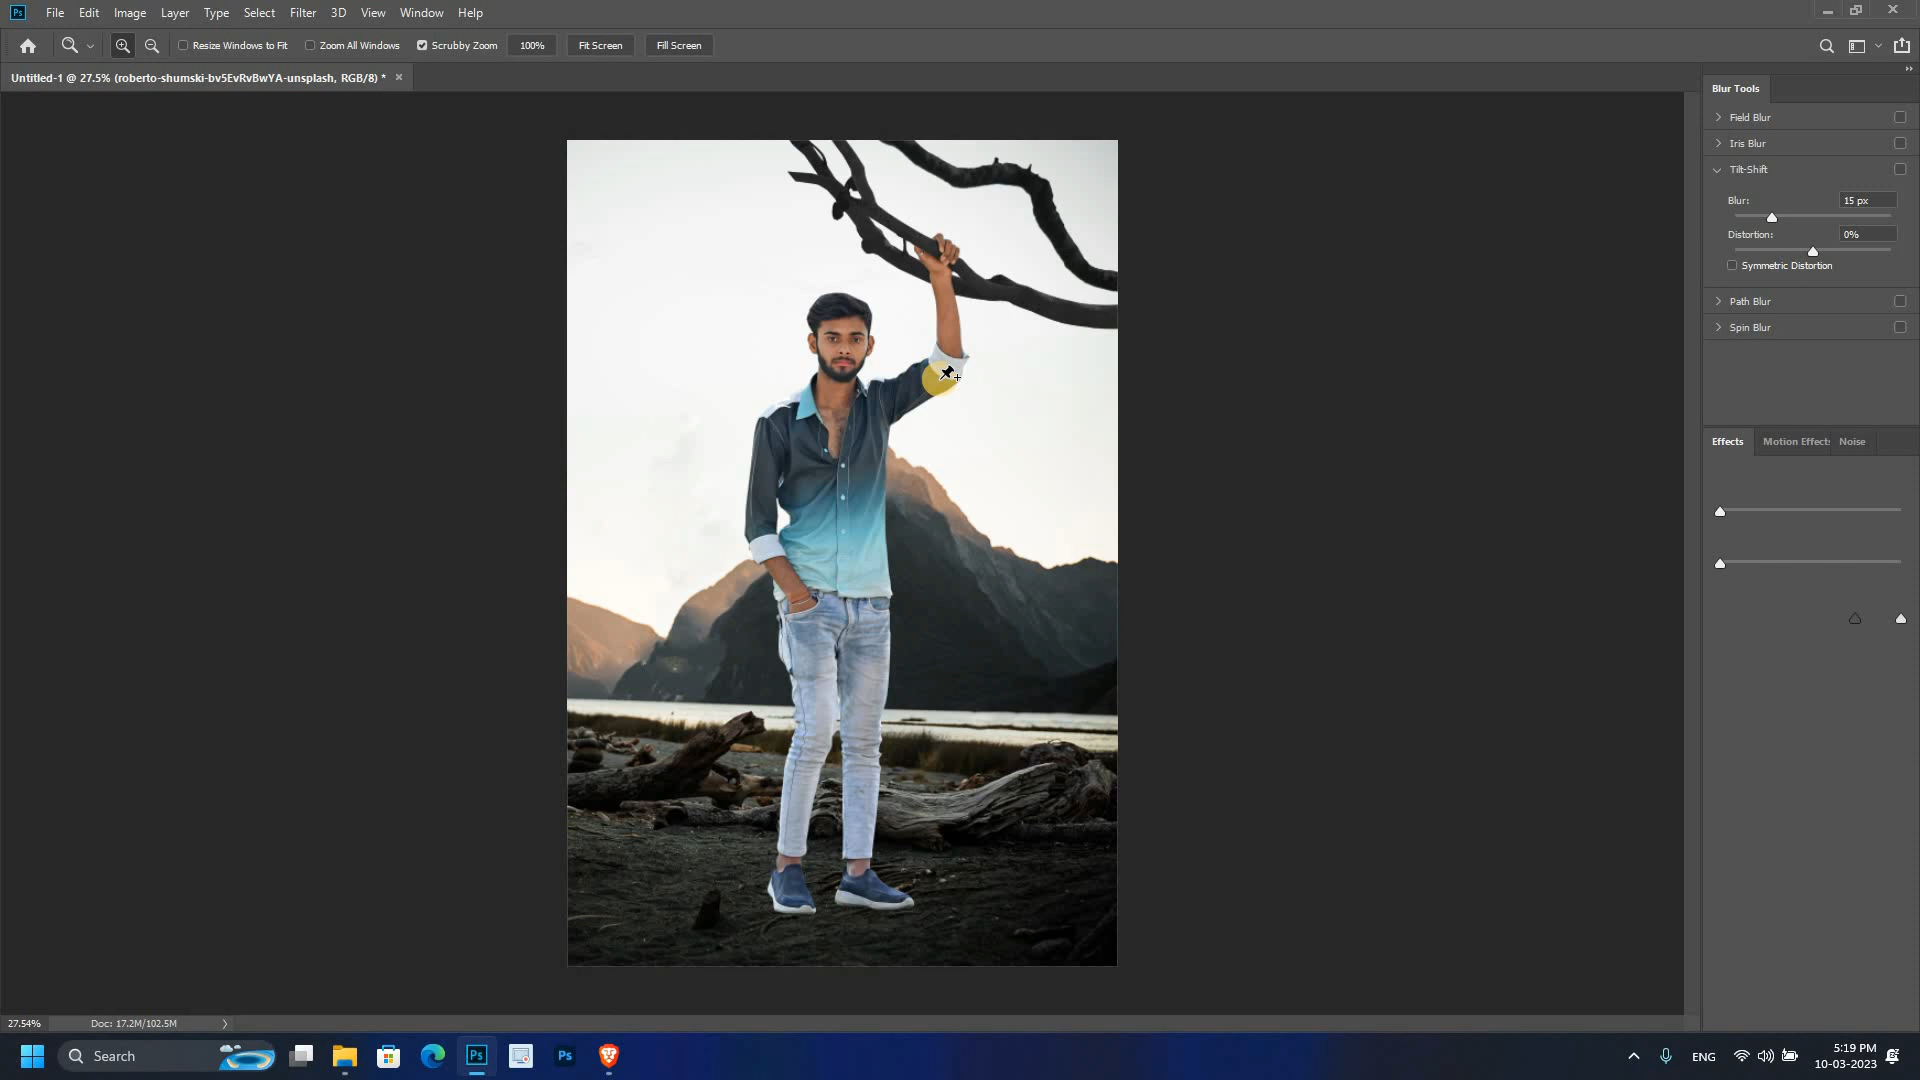 Ps File Edit Image Layer Type Select Filter 3D View Window Help
Resize Windows to Fit Zoom All Windows Scrubby Zoom 100% Fit Screen Fill Screen
Untitled-1 @ 27.5% (roberto-shumski-bv5EvRvBwYA-unsplash, RGB/8) *
Blur Tools
Field Blur
Iris Blur
Tilt-Shift
Blur: 15 px
Distortion: 0%
Symmetric Distortion
Path Blur
Spin Blur
Effects Motion Effects Noise
27.54% Doc: 17.2M/102.5M
Search Ps Ps ENG 5:19 PM
10-03-2023